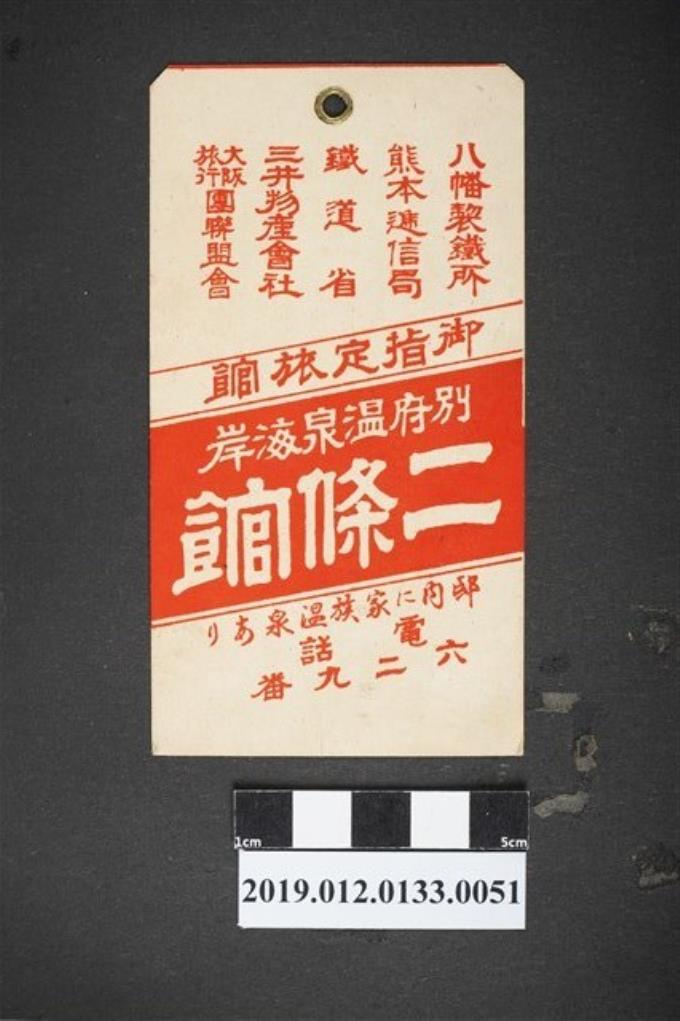 八幡製鐵所
熊本逓信局
鐵道省
三井物産會社
大阪旅行團聯盟會
御指定旅館
別府温泉海岸
二條館
邸内に家族温泉あり
電話
六二九番
1cm 5cm
2019.012.0133.0051